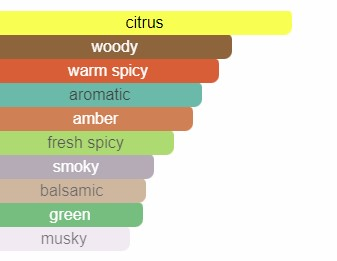 citrus
woody
warm spicy
aromatic
amber
fresh spicy
smoky
balsamic
green
musky